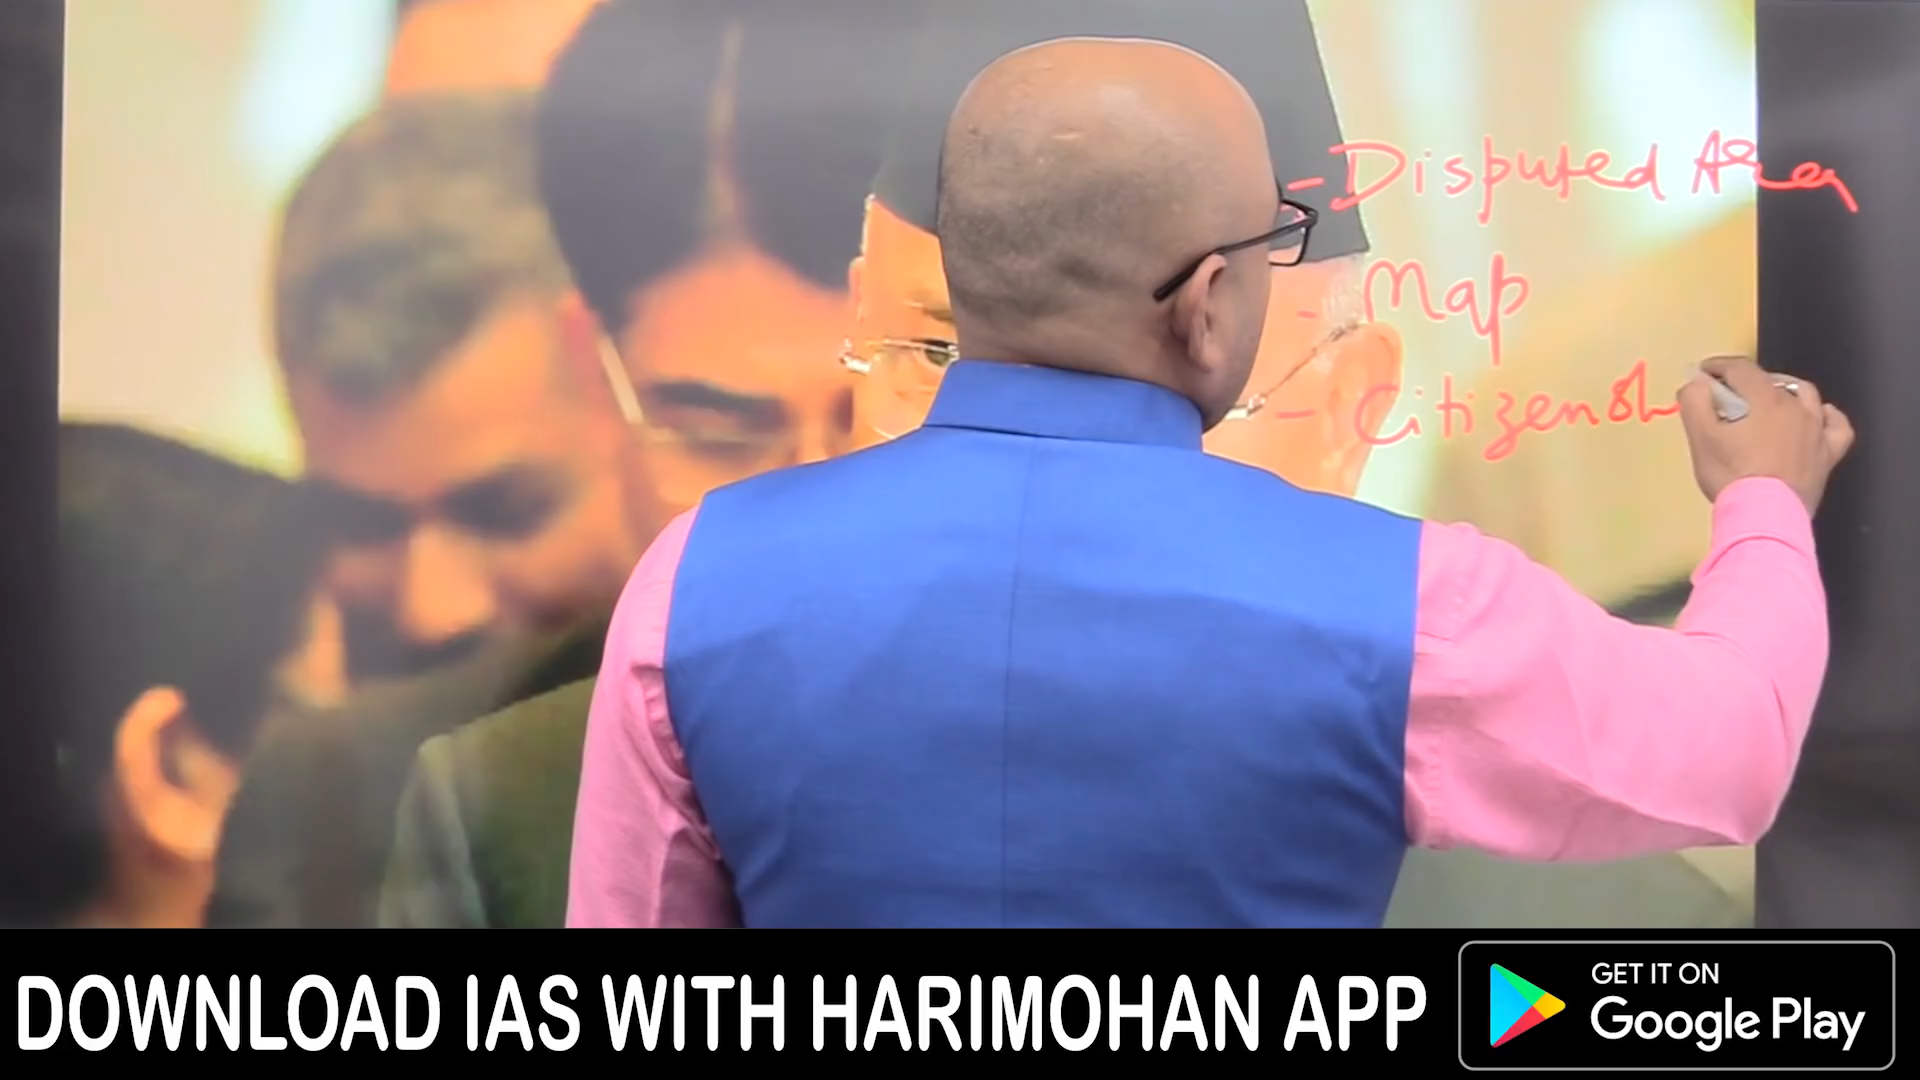 - Disputed Area
- Map
- Citizensh
DOWNLOAD IAS WITH HARIMOHAN APP
GET IT ON
Google Play